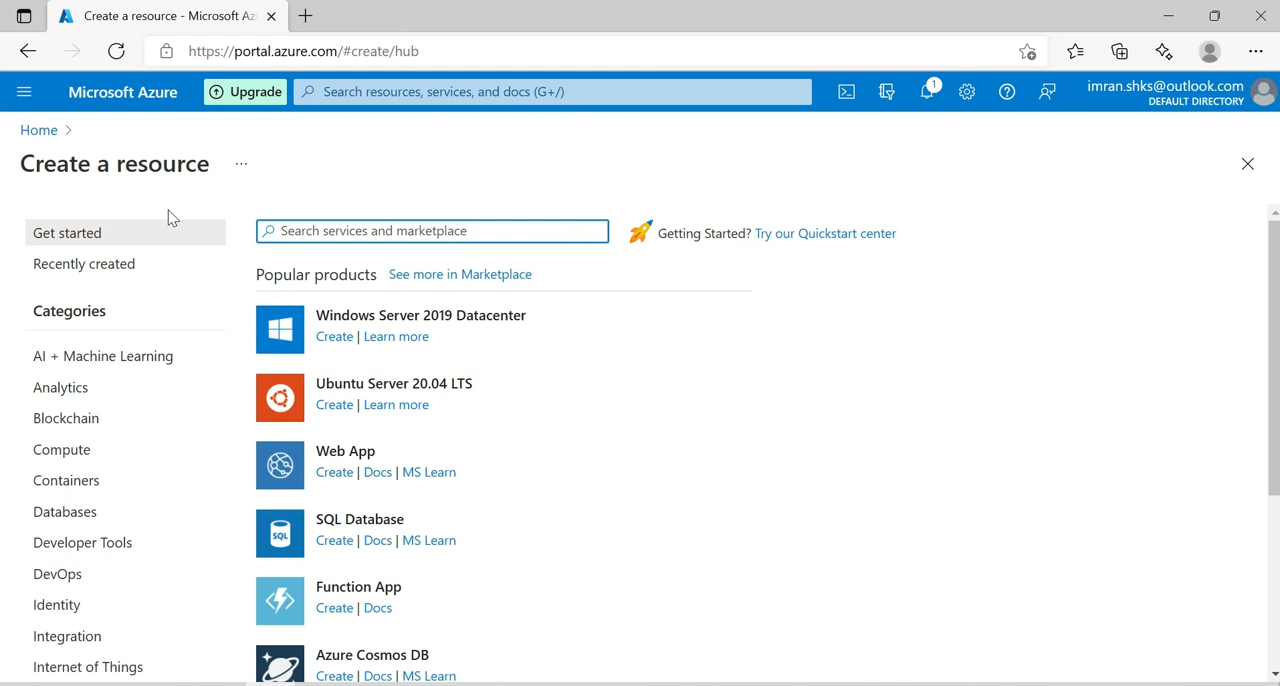 Create a resource - Microsoft Az
https://portal.azure.com/#create/hub
Microsoft Azure
Upgrade
Search resources, services, and docs (G+/)
1
imran.shks@outlook.com
DEFAULT DIRECTORY
Home >
Create a resource ...
Get started
Recently created
Categories
AI + Machine Learning
Analytics
Blockchain
Compute
Containers
Databases
Developer Tools
DevOps
Identity
Integration
Internet of Things
Search services and marketplace
Getting Started? Try our Quickstart center
Popular products See more in Marketplace
Windows Server 2019 Datacenter
Create | Learn more
Ubuntu Server 20.04 LTS
Create | Learn more
Web App
Create | Docs | MS Learn
SQL
SQL Database
Create | Docs | MS Learn
Function App
Create | Docs
Azure Cosmos DB
Create | Docs | MS Learn